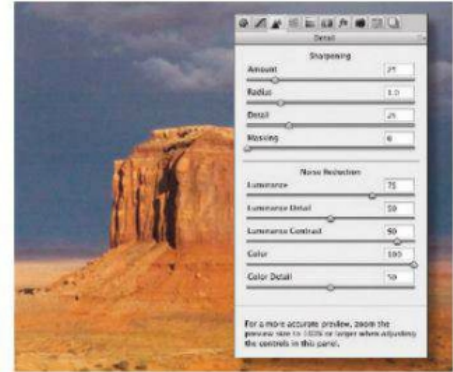 Detail
Sharpening
Amount 25
Radius 1.0
Detail 25
Masking 0
Noise Reduction
Luminance 75
Luminance Detail 50
Luminance Contrast 90
Color 100
Color Detail 50
For a more accurate preview, zoom the
preview size to 100% or larger when adjusting
the controls in this panel.